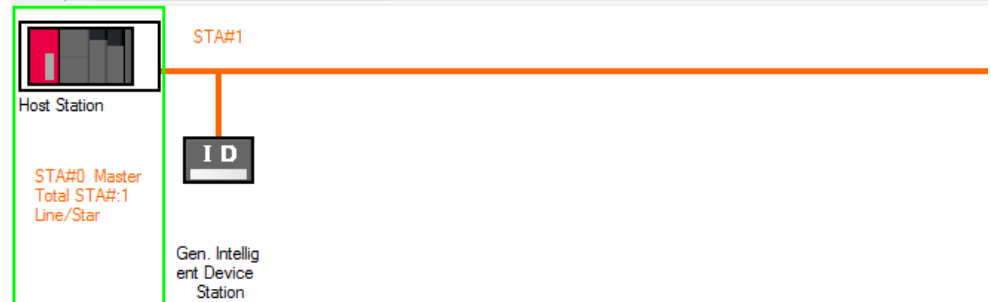 STA#1
Host Station
STA#0 Master
Total STA#:1
Line/Star
I D
Gen. Intellig
ent Device
Station